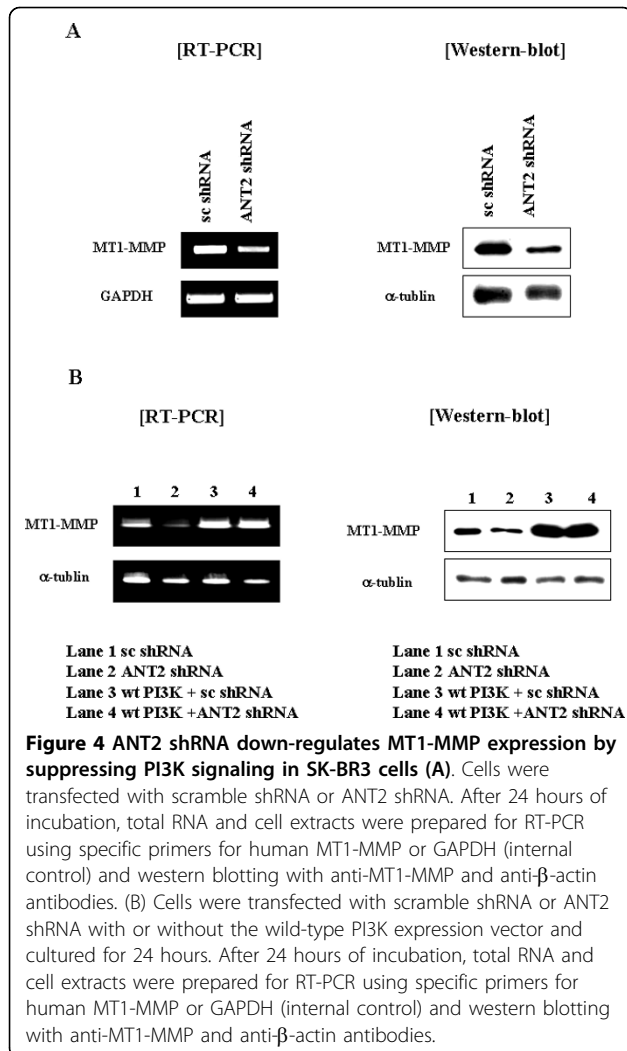 A
[RT-PCR] [Western-blot]
sc shRNA ANT2 shRNA sc shRNA ANT2 shRNA
MT1-MMP MT1-MMP
GAPDH α-tublin
B
[RT-PCR] [Western-blot]
1 2 3 4 1 2 3 4
MT1-MMP MT1-MMP
α-tublin α-tublin
Lane 1 sc shRNA Lane 1 sc shRNA
Lane 2 ANT2 shRNA Lane 2 ANT2 shRNA
Lane 3 wt PI3K + sc shRNA Lane 3 wt PI3K + sc shRNA
Lane 4 wt PI3K +ANT2 shRNA Lane 4 wt PI3K +ANT2 shRNA
Figure 4 ANT2 shRNA down-regulates MT1-MMP expression by
suppressing PI3K signaling in SK-BR3 cells (A). Cells were
transfected with scramble shRNA or ANT2 shRNA. After 24 hours of
incubation, total RNA and cell extracts were prepared for RT-PCR
using specific primers for human MT1-MMP or GAPDH (internal
control) and western blotting with anti-MT1-MMP and anti-β-actin
antibodies. (B) Cells were transfected with scramble shRNA or ANT2
shRNA with or without the wild-type PI3K expression vector and
cultured for 24 hours. After 24 hours of incubation, total RNA and
cell extracts were prepared for RT-PCR using specific primers for
human MT1-MMP or GAPDH (internal control) and western blotting
with anti-MT1-MMP and anti-β-actin antibodies.